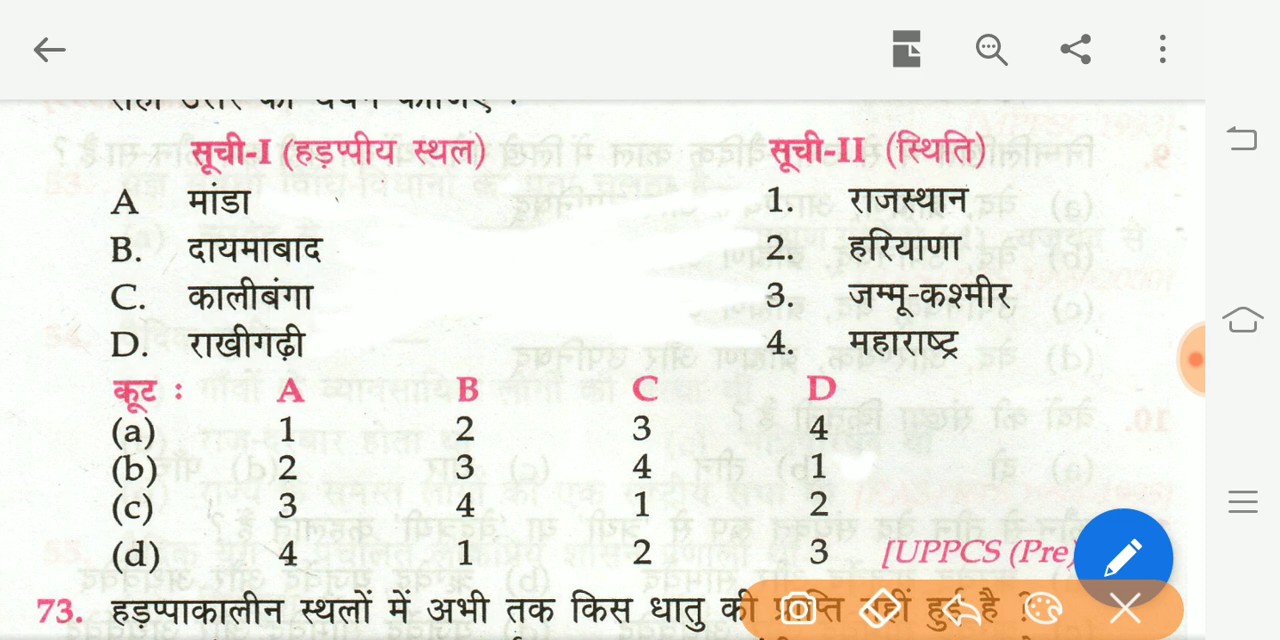 सूची-I (हड़प्पीय स्थल) सूची-II (स्थिति)
A मांडा 1. राजस्थान
B. दायमाबाद 2. हरियाणा
C. कालीबंगा 3. जम्मू-कश्मीर
D. राखीगढ़ी 4. महाराष्ट्र
कूट : A B C D
(a) 1 2 3 4
(b) 2 3 4 1
(c) 3 4 1 2
(d) 4 1 2 3 [UPPCS (Pre)
73. हड़प्पाकालीन स्थलों में अभी तक किस धातु की प्राप्ति नहीं हुई है ?